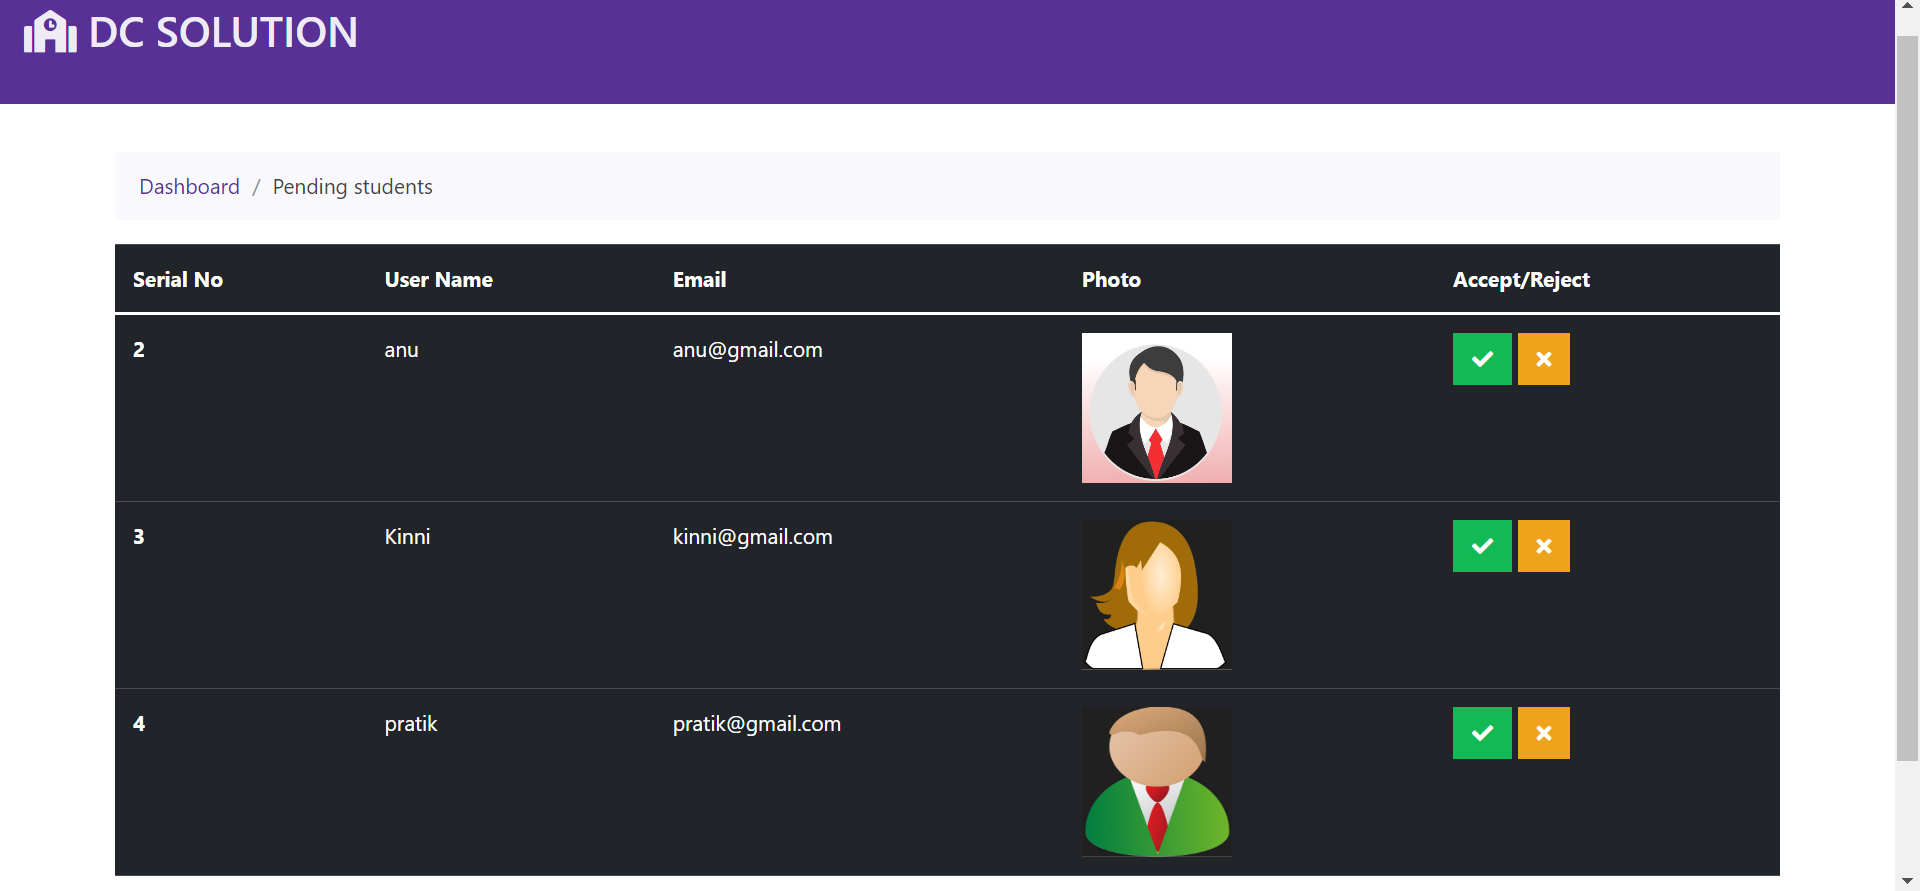 DC SOLUTION
Dashboard / Pending students
Serial No User Name Email Photo Accept/Reject
2 anu anu@gmail.com
3 Kinni kinni@gmail.com
4 pratik pratik@gmail.com